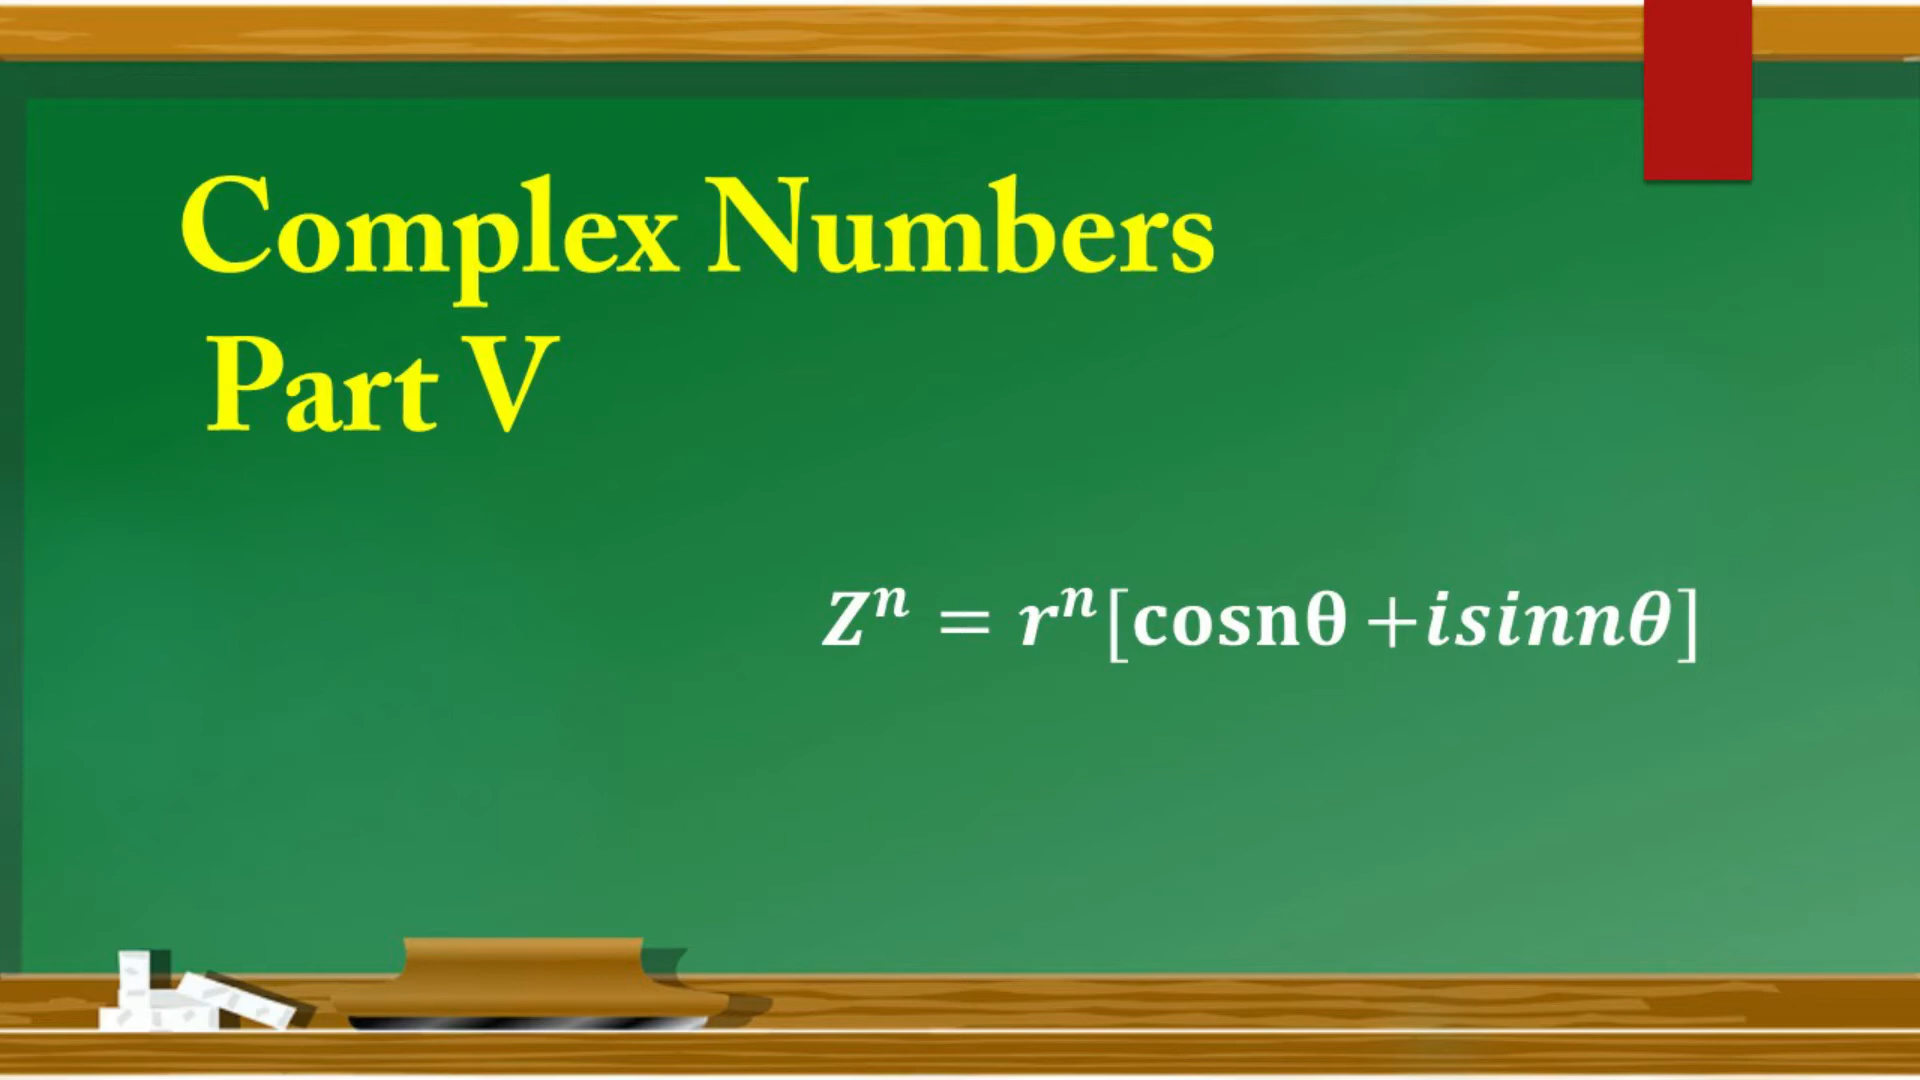 Complex Numbers
Part V
Zⁿ = rⁿ[cosnθ +isinnθ]